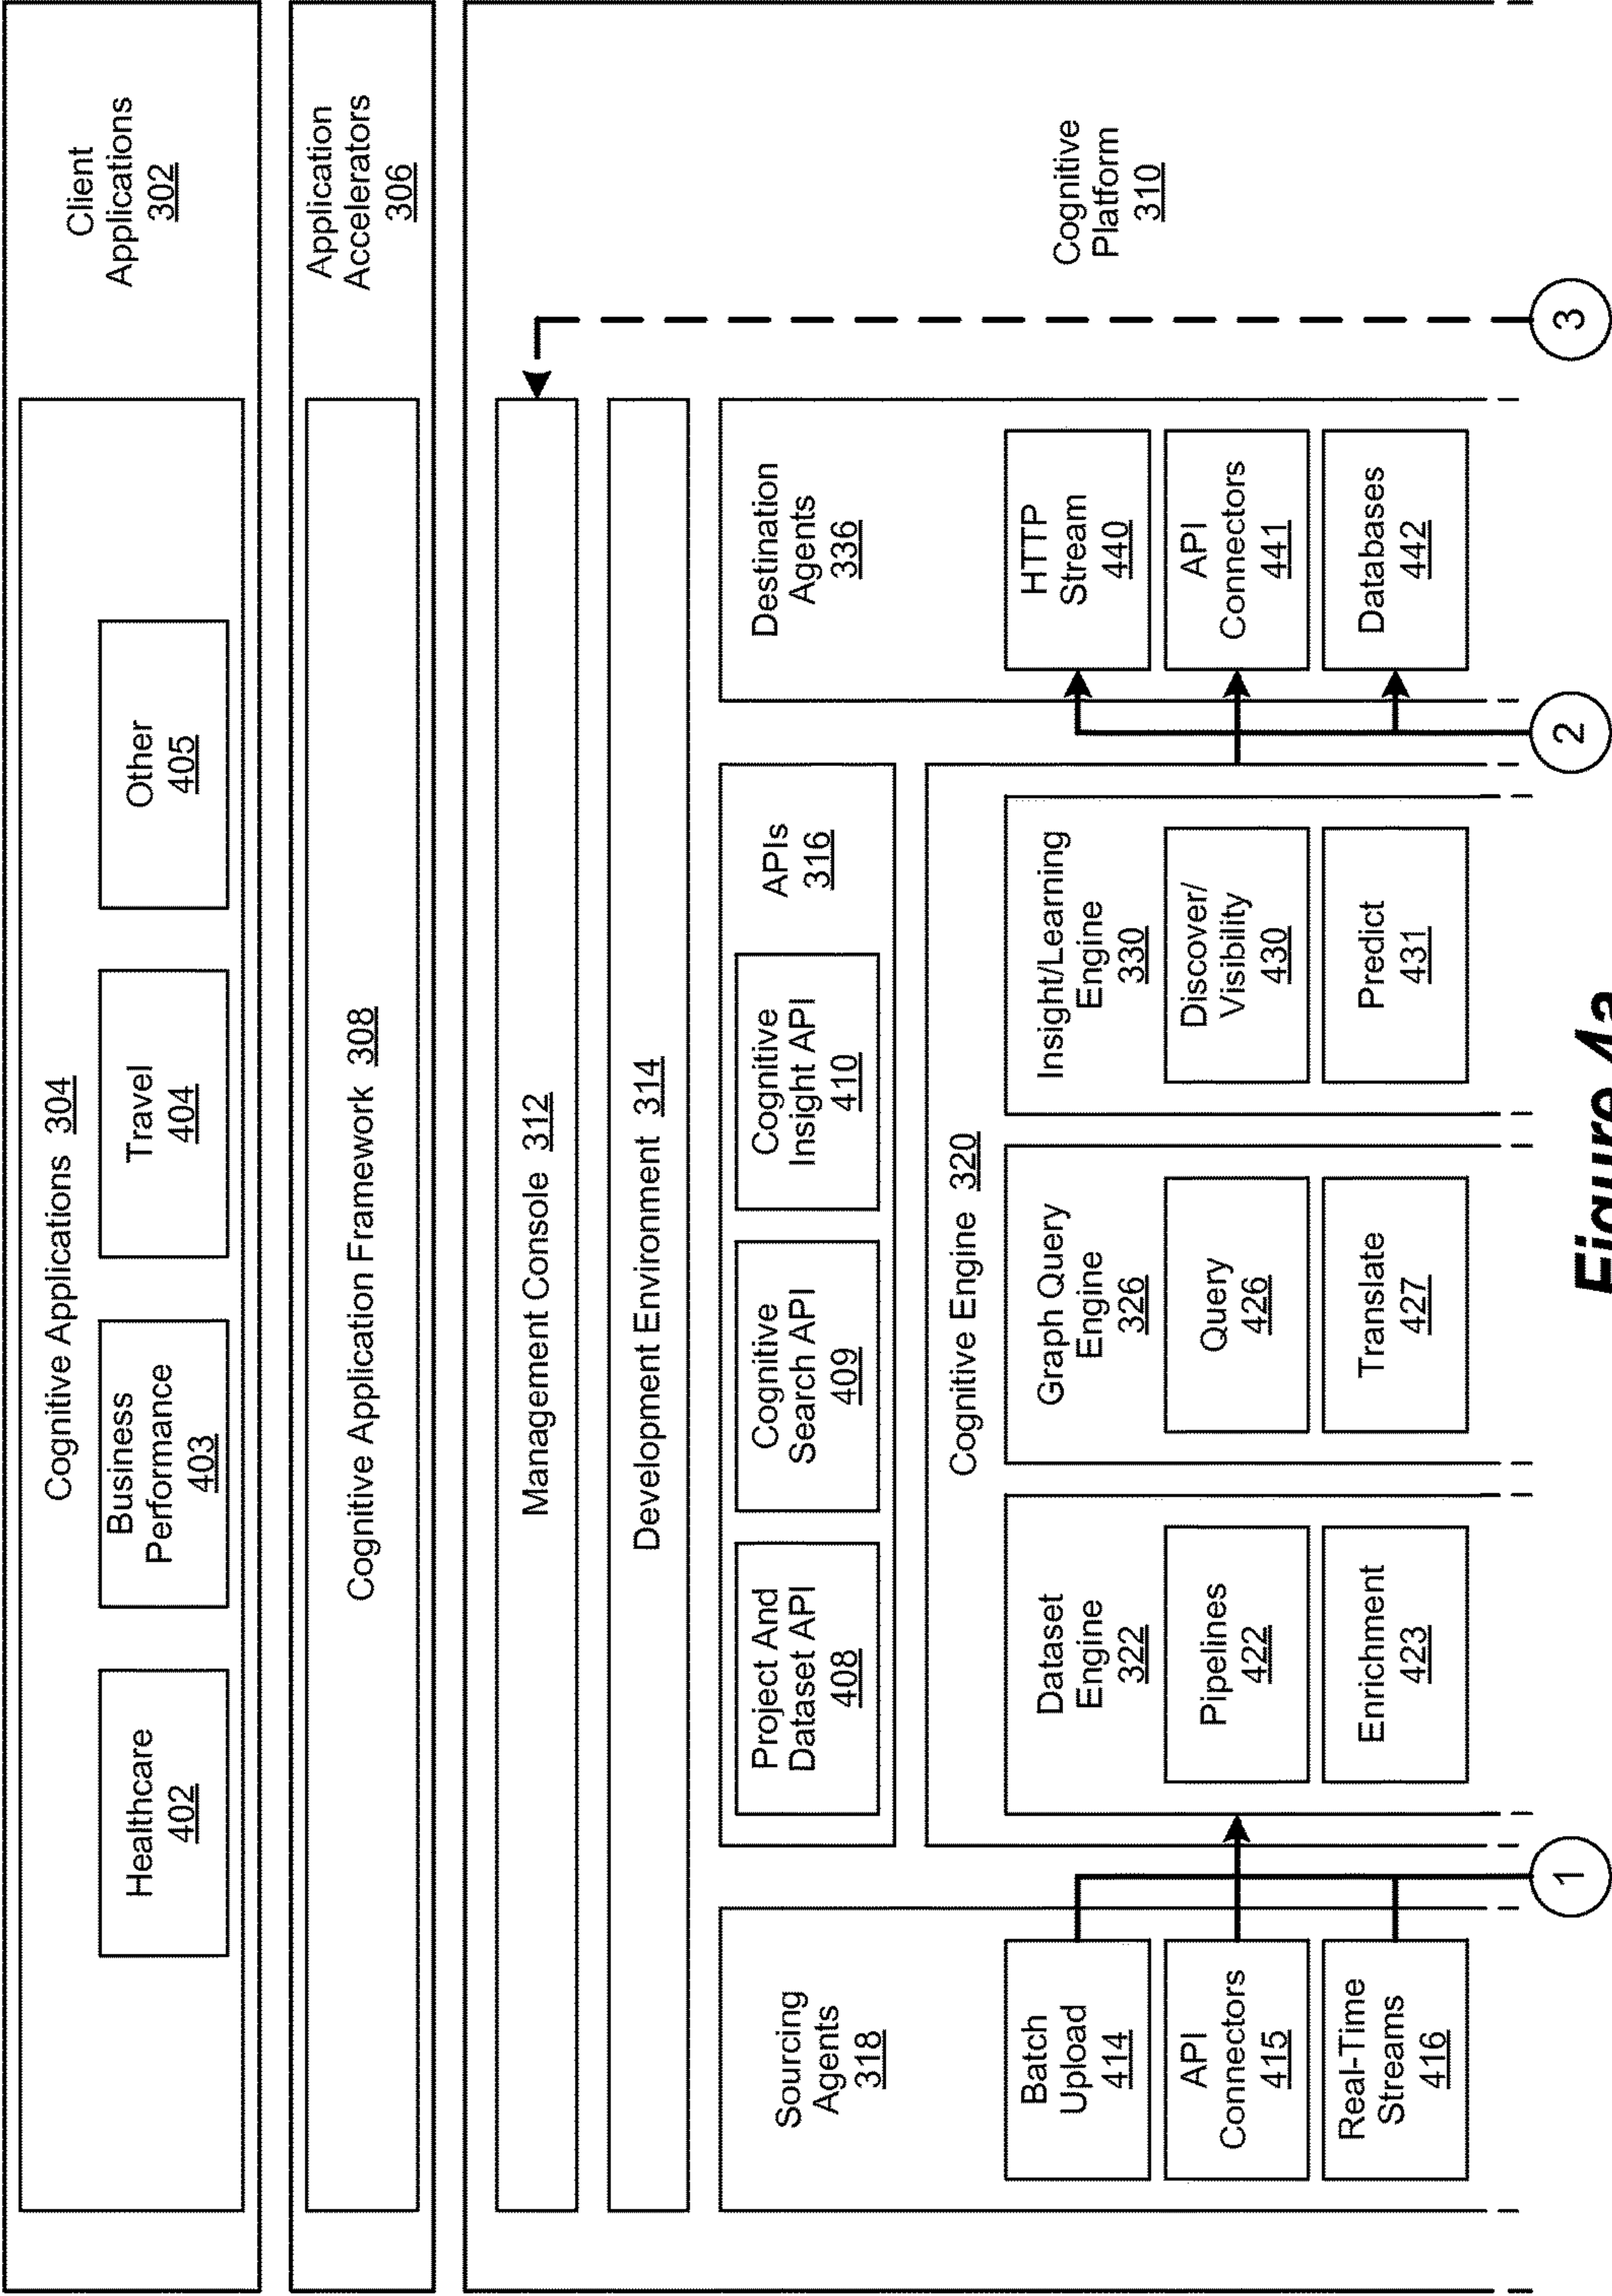 Cognitive Applications 304
Healthcare
402
Business
Performance
403
Travel
404
Other
405
Client
Applications
302
Cognitive Application Framework 308
Application
Accelerators
306
Management Console 312
Development Environment 314
Cognitive
Platform
310
Sourcing
Agents
318
Batch
Upload
414
API
Connectors
415
Real-Time
Streams
416
Project And
Dataset API
408
Cognitive
Search API
409
Cognitive
Insight API
410
APIs
316
Cognitive Engine 320
Dataset
Engine
322
Pipelines
422
Enrichment
423
Graph Query
Engine
326
Query
426
Translate
427
Insight/Learning
Engine
330
Discover/
Visibility
430
Predict
431
Destination
Agents
336
HTTP
Stream
440
API
Connectors
441
Databases
442
1
2
3
Figure 4a